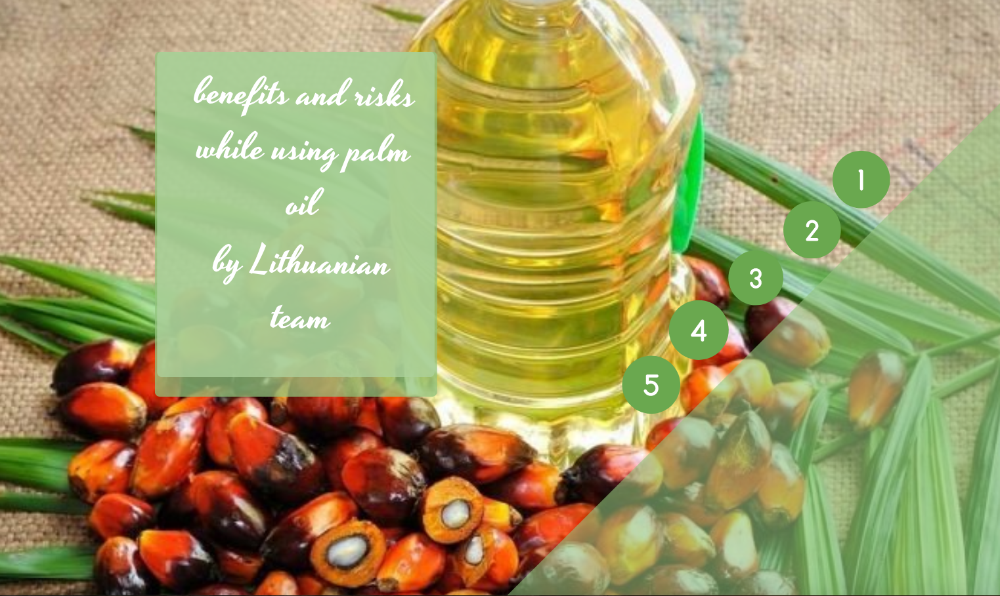 benefits and risks
while using palm
oil
by Lithuanian
team
1
2
3
4
5